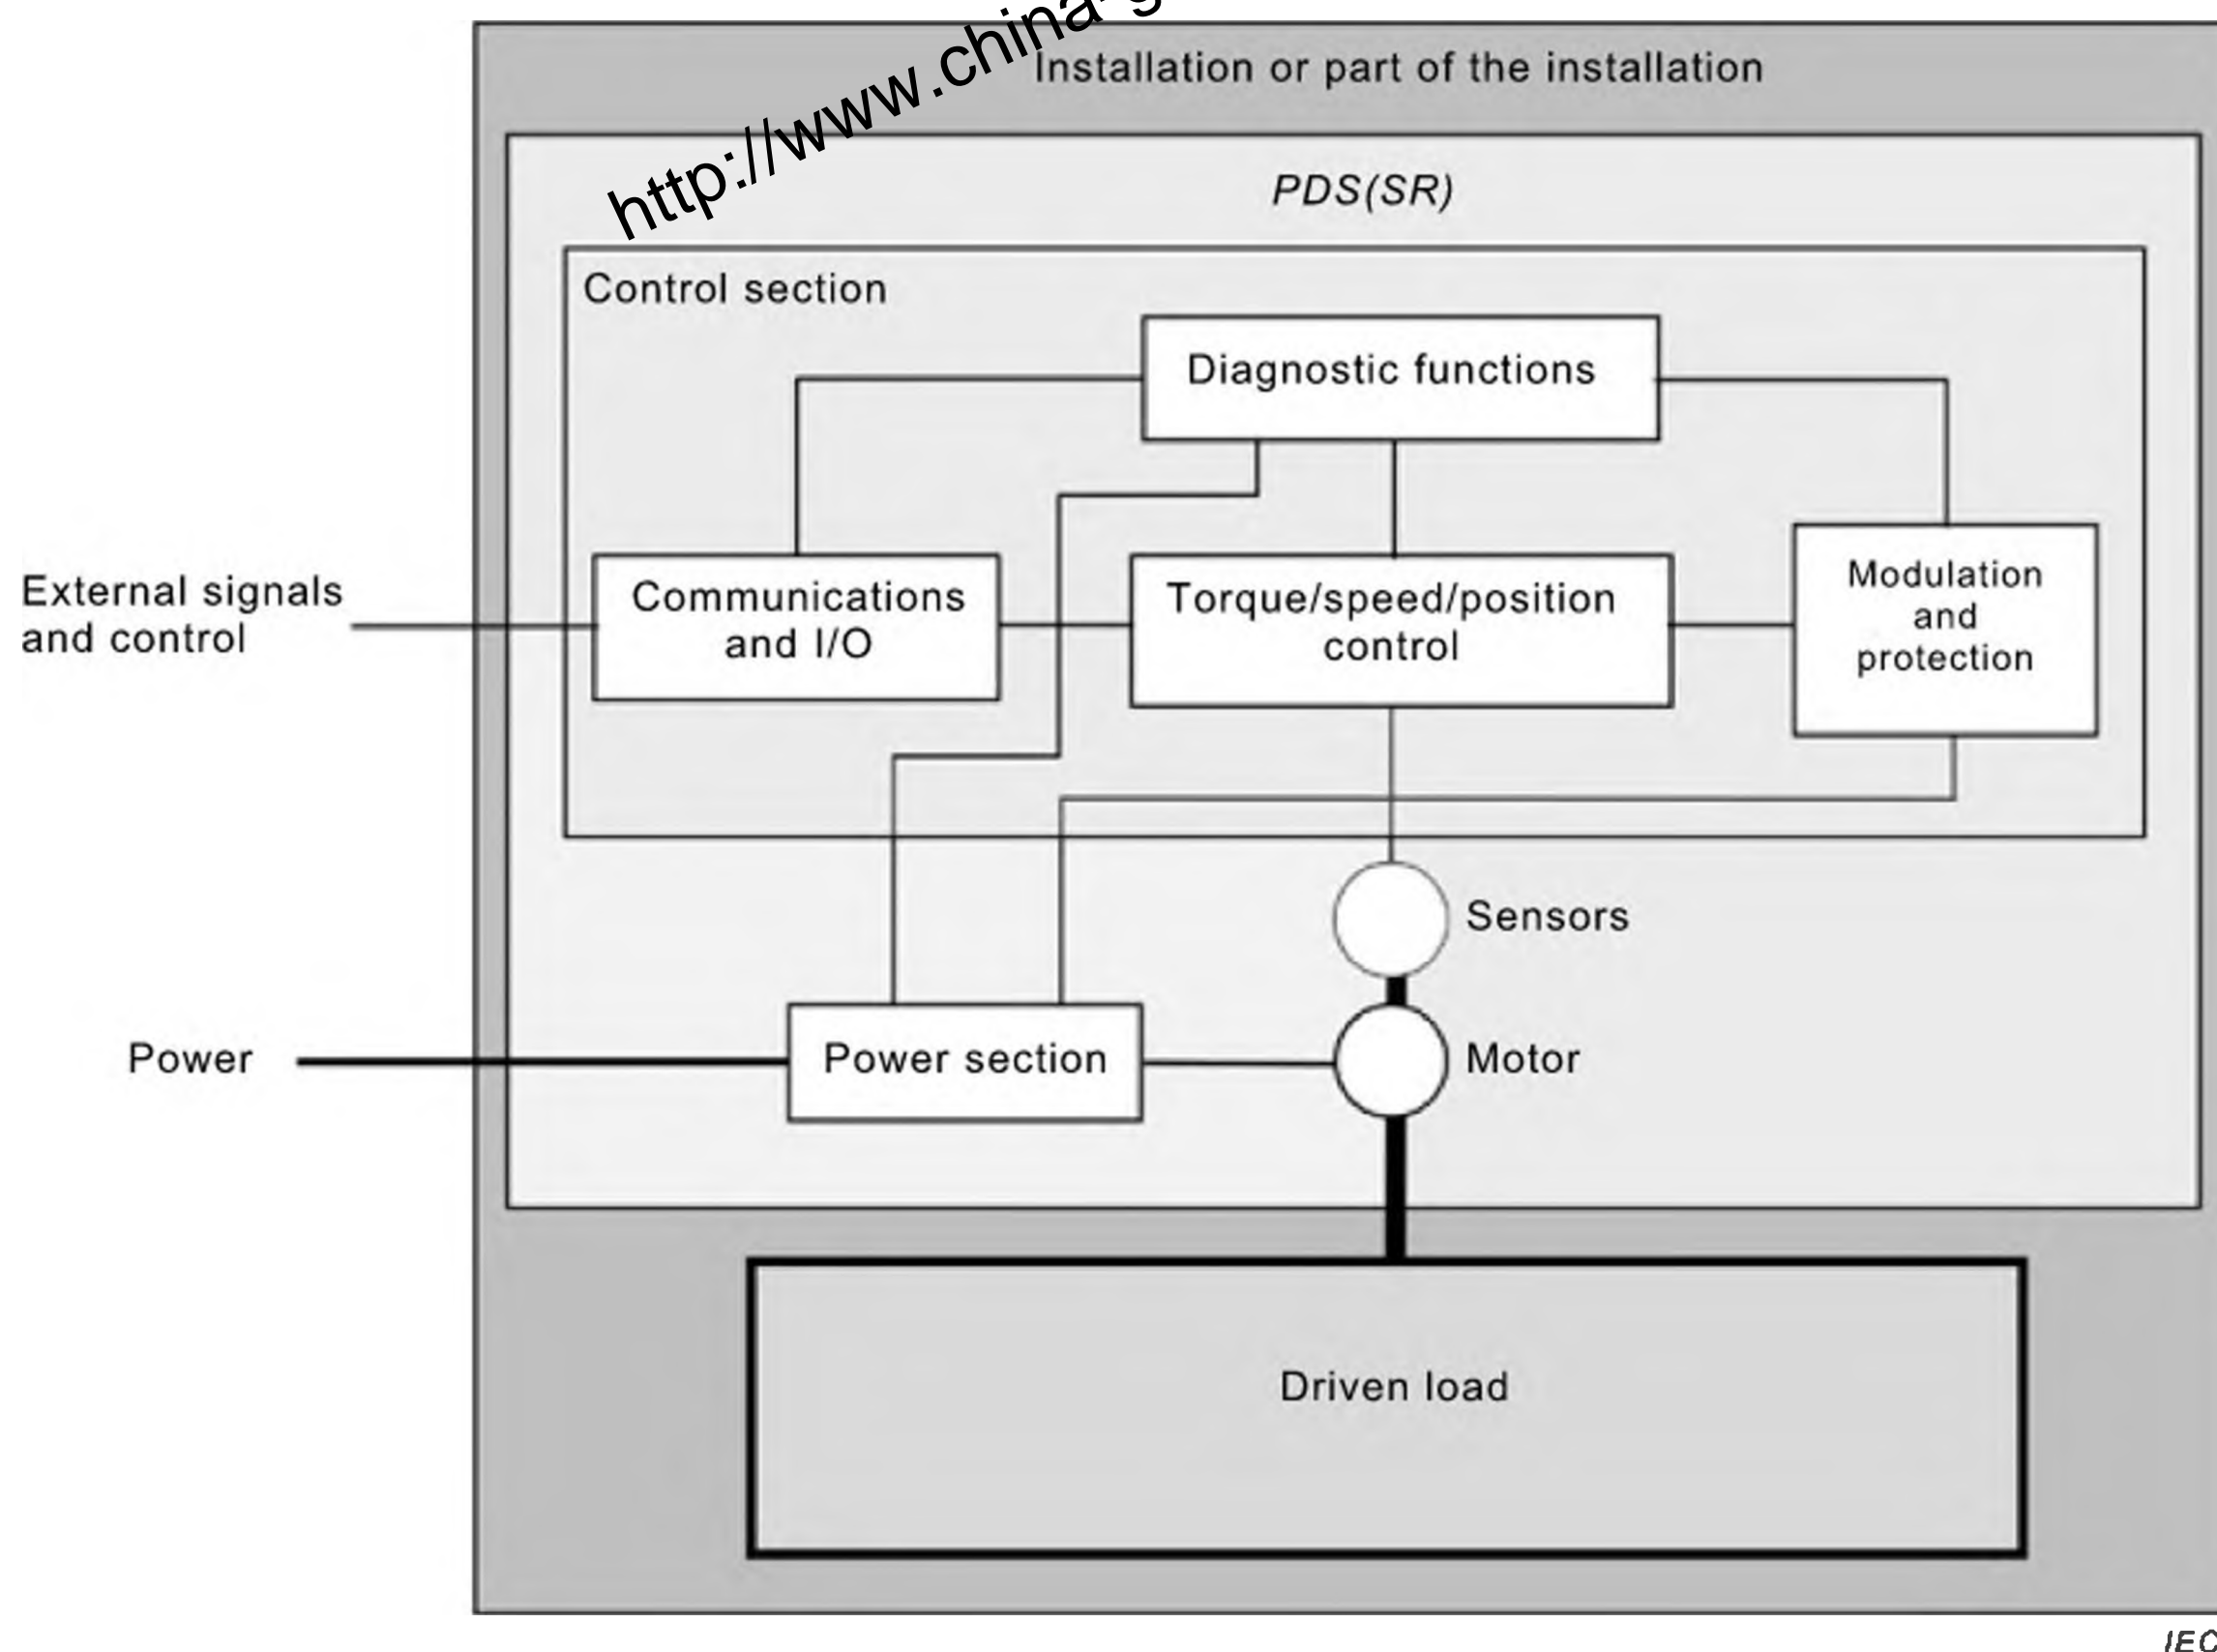 http://www.china-g
Installation or part of the installation
PDS(SR)
Control section
Diagnostic functions
External signals
and control
Communications
and I/O
Torque/speed/position
control
Modulation
and
protection
Sensors
Power
Power section
Motor
Driven load
IEC